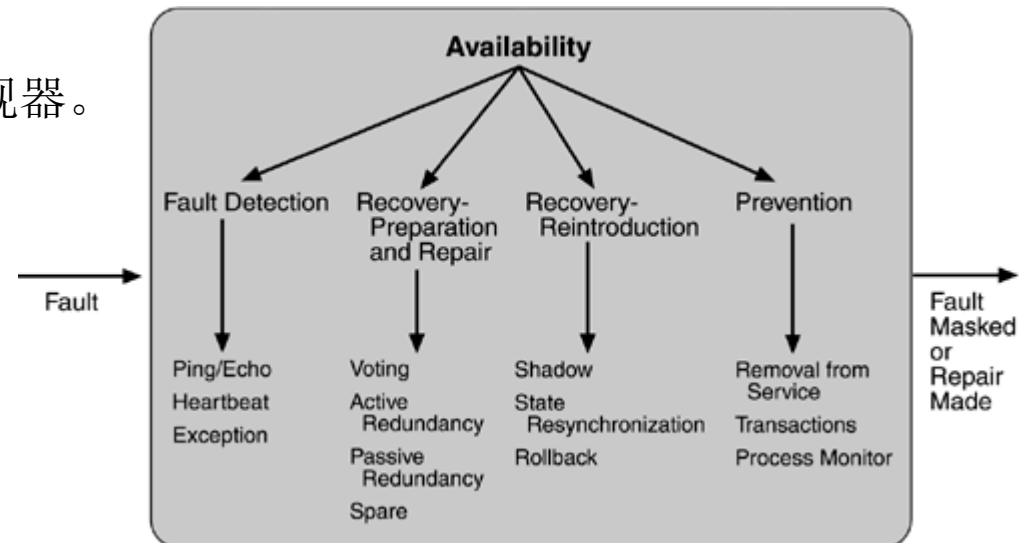 Availability
视器。
Fault Detection
Recovery-
Preparation
and Repair
Recovery-
Reintroduction
Prevention
Fault
Ping/Echo
Heartbeat
Exception
Voting
Active
Redundancy
Passive
Redundancy
Spare
Shadow
State
Resynchronization
Rollback
Removal from
Service
Transactions
Process Monitor
Fault
Masked
or
Repair
Made